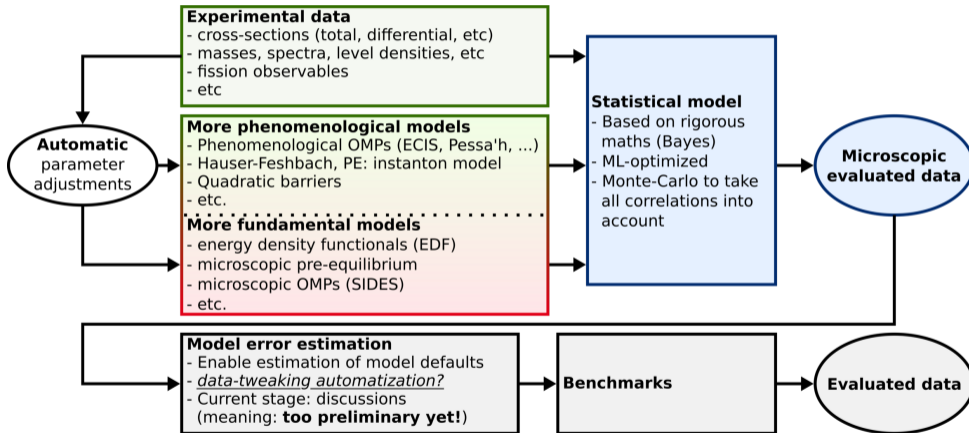 Experimental data
- cross-sections (total, differential, etc)
- masses, spectra, level densities, etc
- fission observables
- etc
Automatic
parameter
adjustments
More phenomenological models
- Phenomenological OMPs (ECIS, Pessa'h, ...)
- Hauser-Feshbach, PE: instanton model
- Quadratic barriers
- etc.
More fundamental models
- energy density functionals (EDF)
- microscopic pre-equilibrium
- microscopic OMPs (SIDES)
- etc.
Statistical model
- Based on rigorous
maths (Bayes)
- ML-optimized
- Monte-Carlo to take
all correlations into
account
Microscopic
evaluated data
Model error estimation
- Enable estimation of model defaults
- data-tweaking automatization?
- Current stage: discussions
(meaning: too preliminary yet!)
Benchmarks
Evaluated data